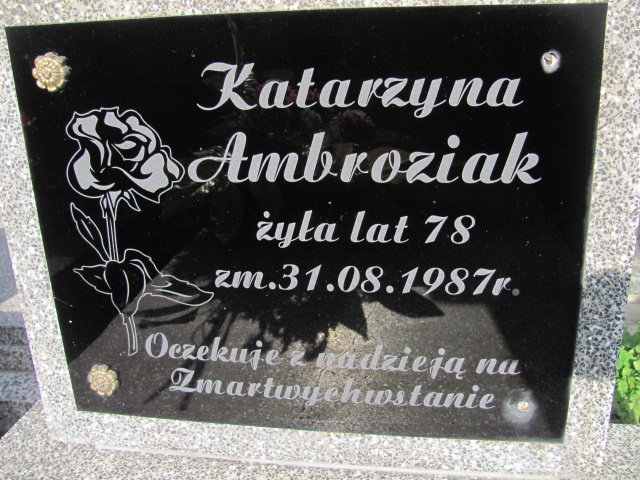 Katarzyna
Ambroziak
żyła lat 78
zm.31.08.1987r.
Oczekuje z nadzieją na
Zmartwychwstanie